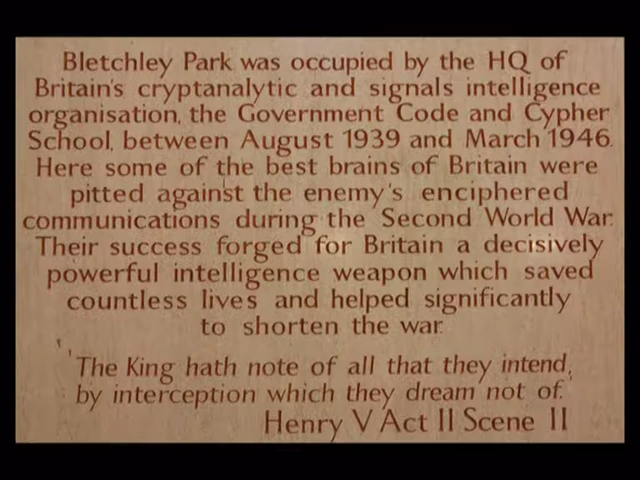 Bletchley Park was occupied by the HQ of
Britain's cryptanalytic and signals intelligence
organisation, the Government Code and Cypher
School, between August 1939 and March 1946.
Here some of the best brains of Britain were
pitted against the enemy's enciphered
communications during the Second World War.
Their success forged for Britain a decisively
powerful intelligence weapon which saved
countless lives and helped significantly
to shorten the war.
'The King hath note of all that they intend,
by interception which they dream not of.'
Henry V Act II Scene II